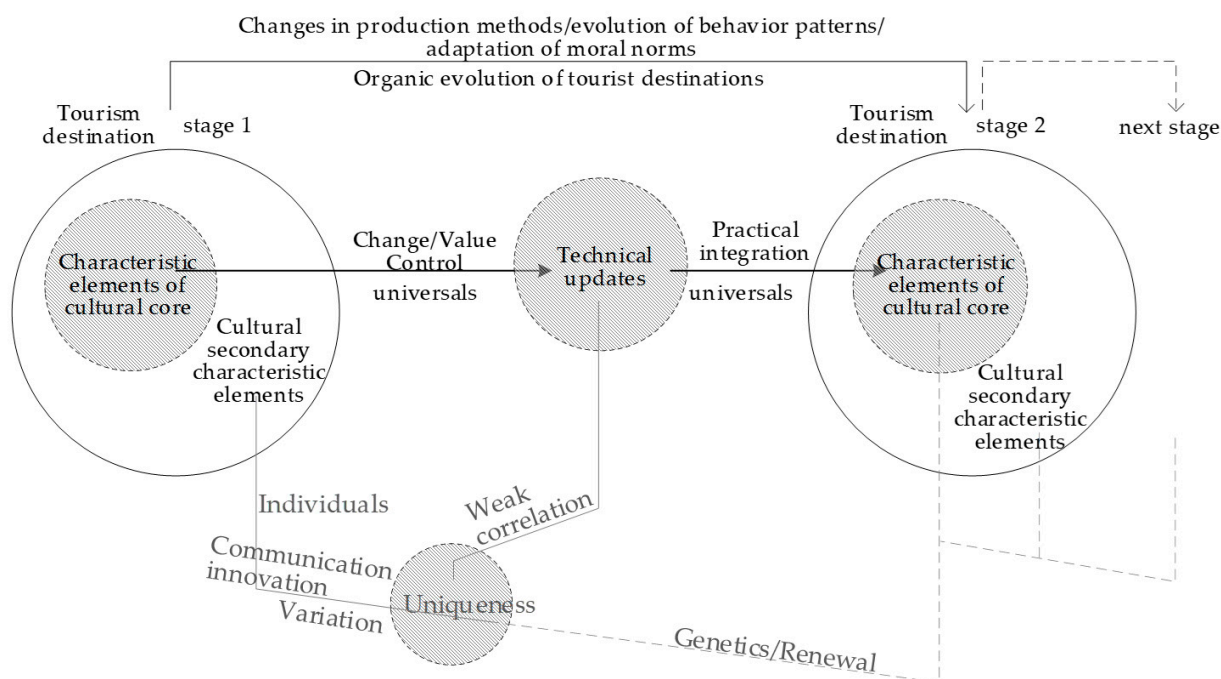 Changes in production methods/evolution of behavior patterns/
adaptation of moral norms
Organic evolution of tourist destinations
Tourism
destination
stage 1
Tourism
destination
stage 2
next stage
Characteristic
elements of
cultural core
Cultural
secondary
characteristic
elements
Change/Value
Control
universals
Technical
updates
Practical
integration
universals
Characteristic
elements of
cultural core
Cultural
secondary
characteristic
elements
Individuals
Weak
correlation
Communication
innovation
Variation
Uniqueness
Genetics/Renewal